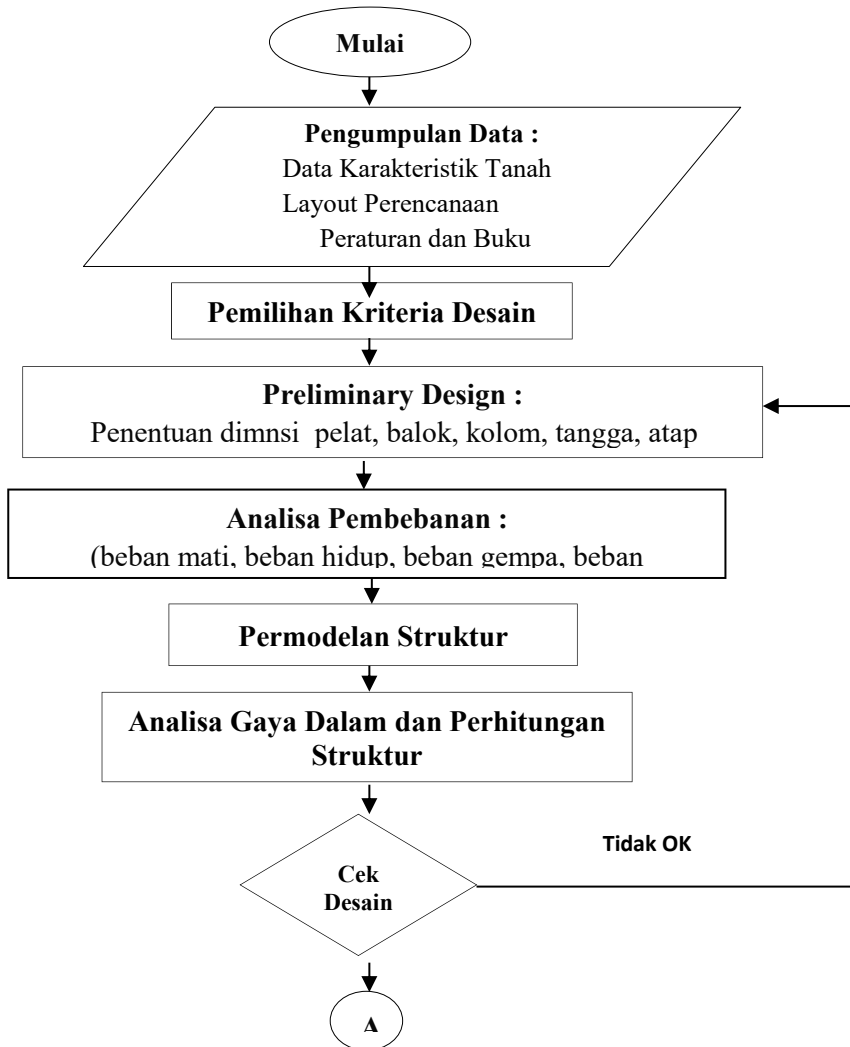 Mulai
Pengumpulan Data :
Data Karakteristik Tanah
Layout Perencanaan
Peraturan dan Buku
Pemilihan Kriteria Desain
Preliminary Design :
Penentuan dimnsi pelat, balok, kolom, tangga, atap
Analisa Pembebanan :
(beban mati, beban hidup, beban gempa, beban
Permodelan Struktur
Analisa Gaya Dalam dan Perhitungan
Struktur
Tidak OK
Cek
Desain
A